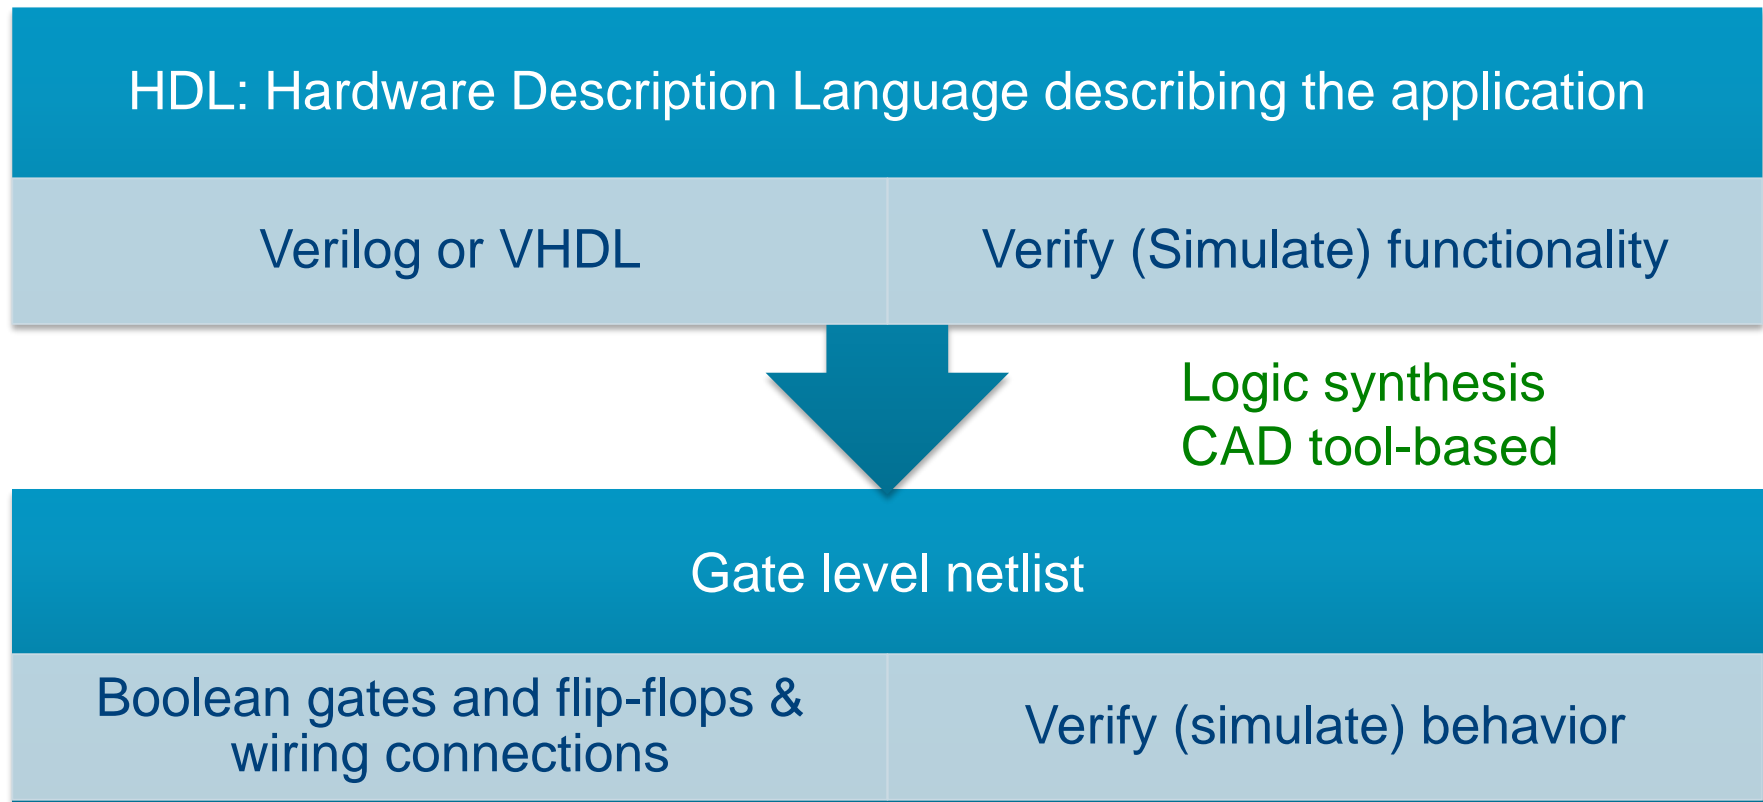 HDL: Hardware Description Language describing the application
Verilog or VHDL
Verify (Simulate) functionality
Logic synthesis
CAD tool-based
Gate level netlist
Boolean gates and flip-flops &
wiring connections
Verify (simulate) behavior